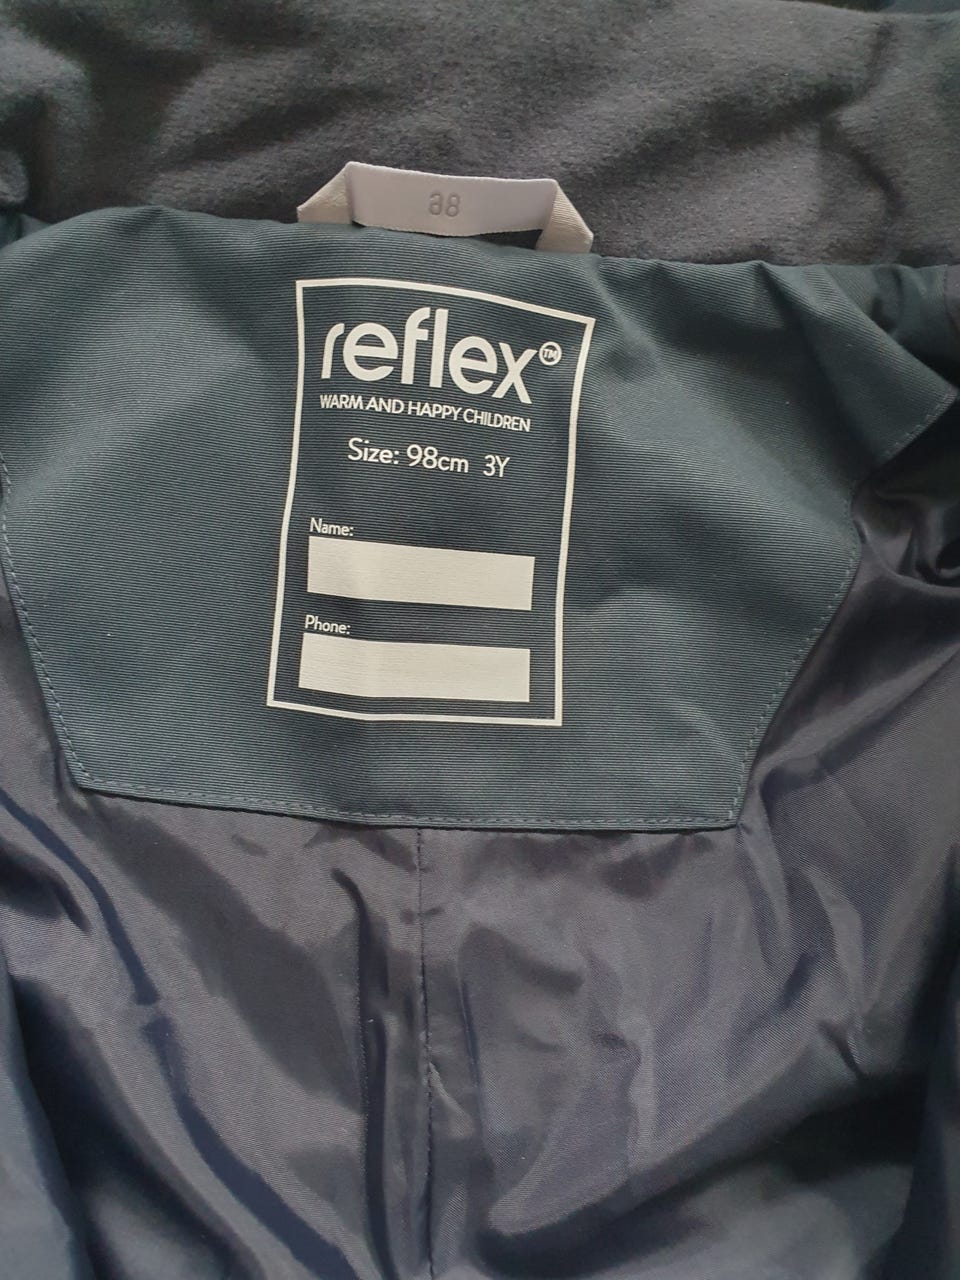 98
reflex™
WARM AND HAPPY CHILDREN
Size: 98cm 3Y
Name:
Phone: